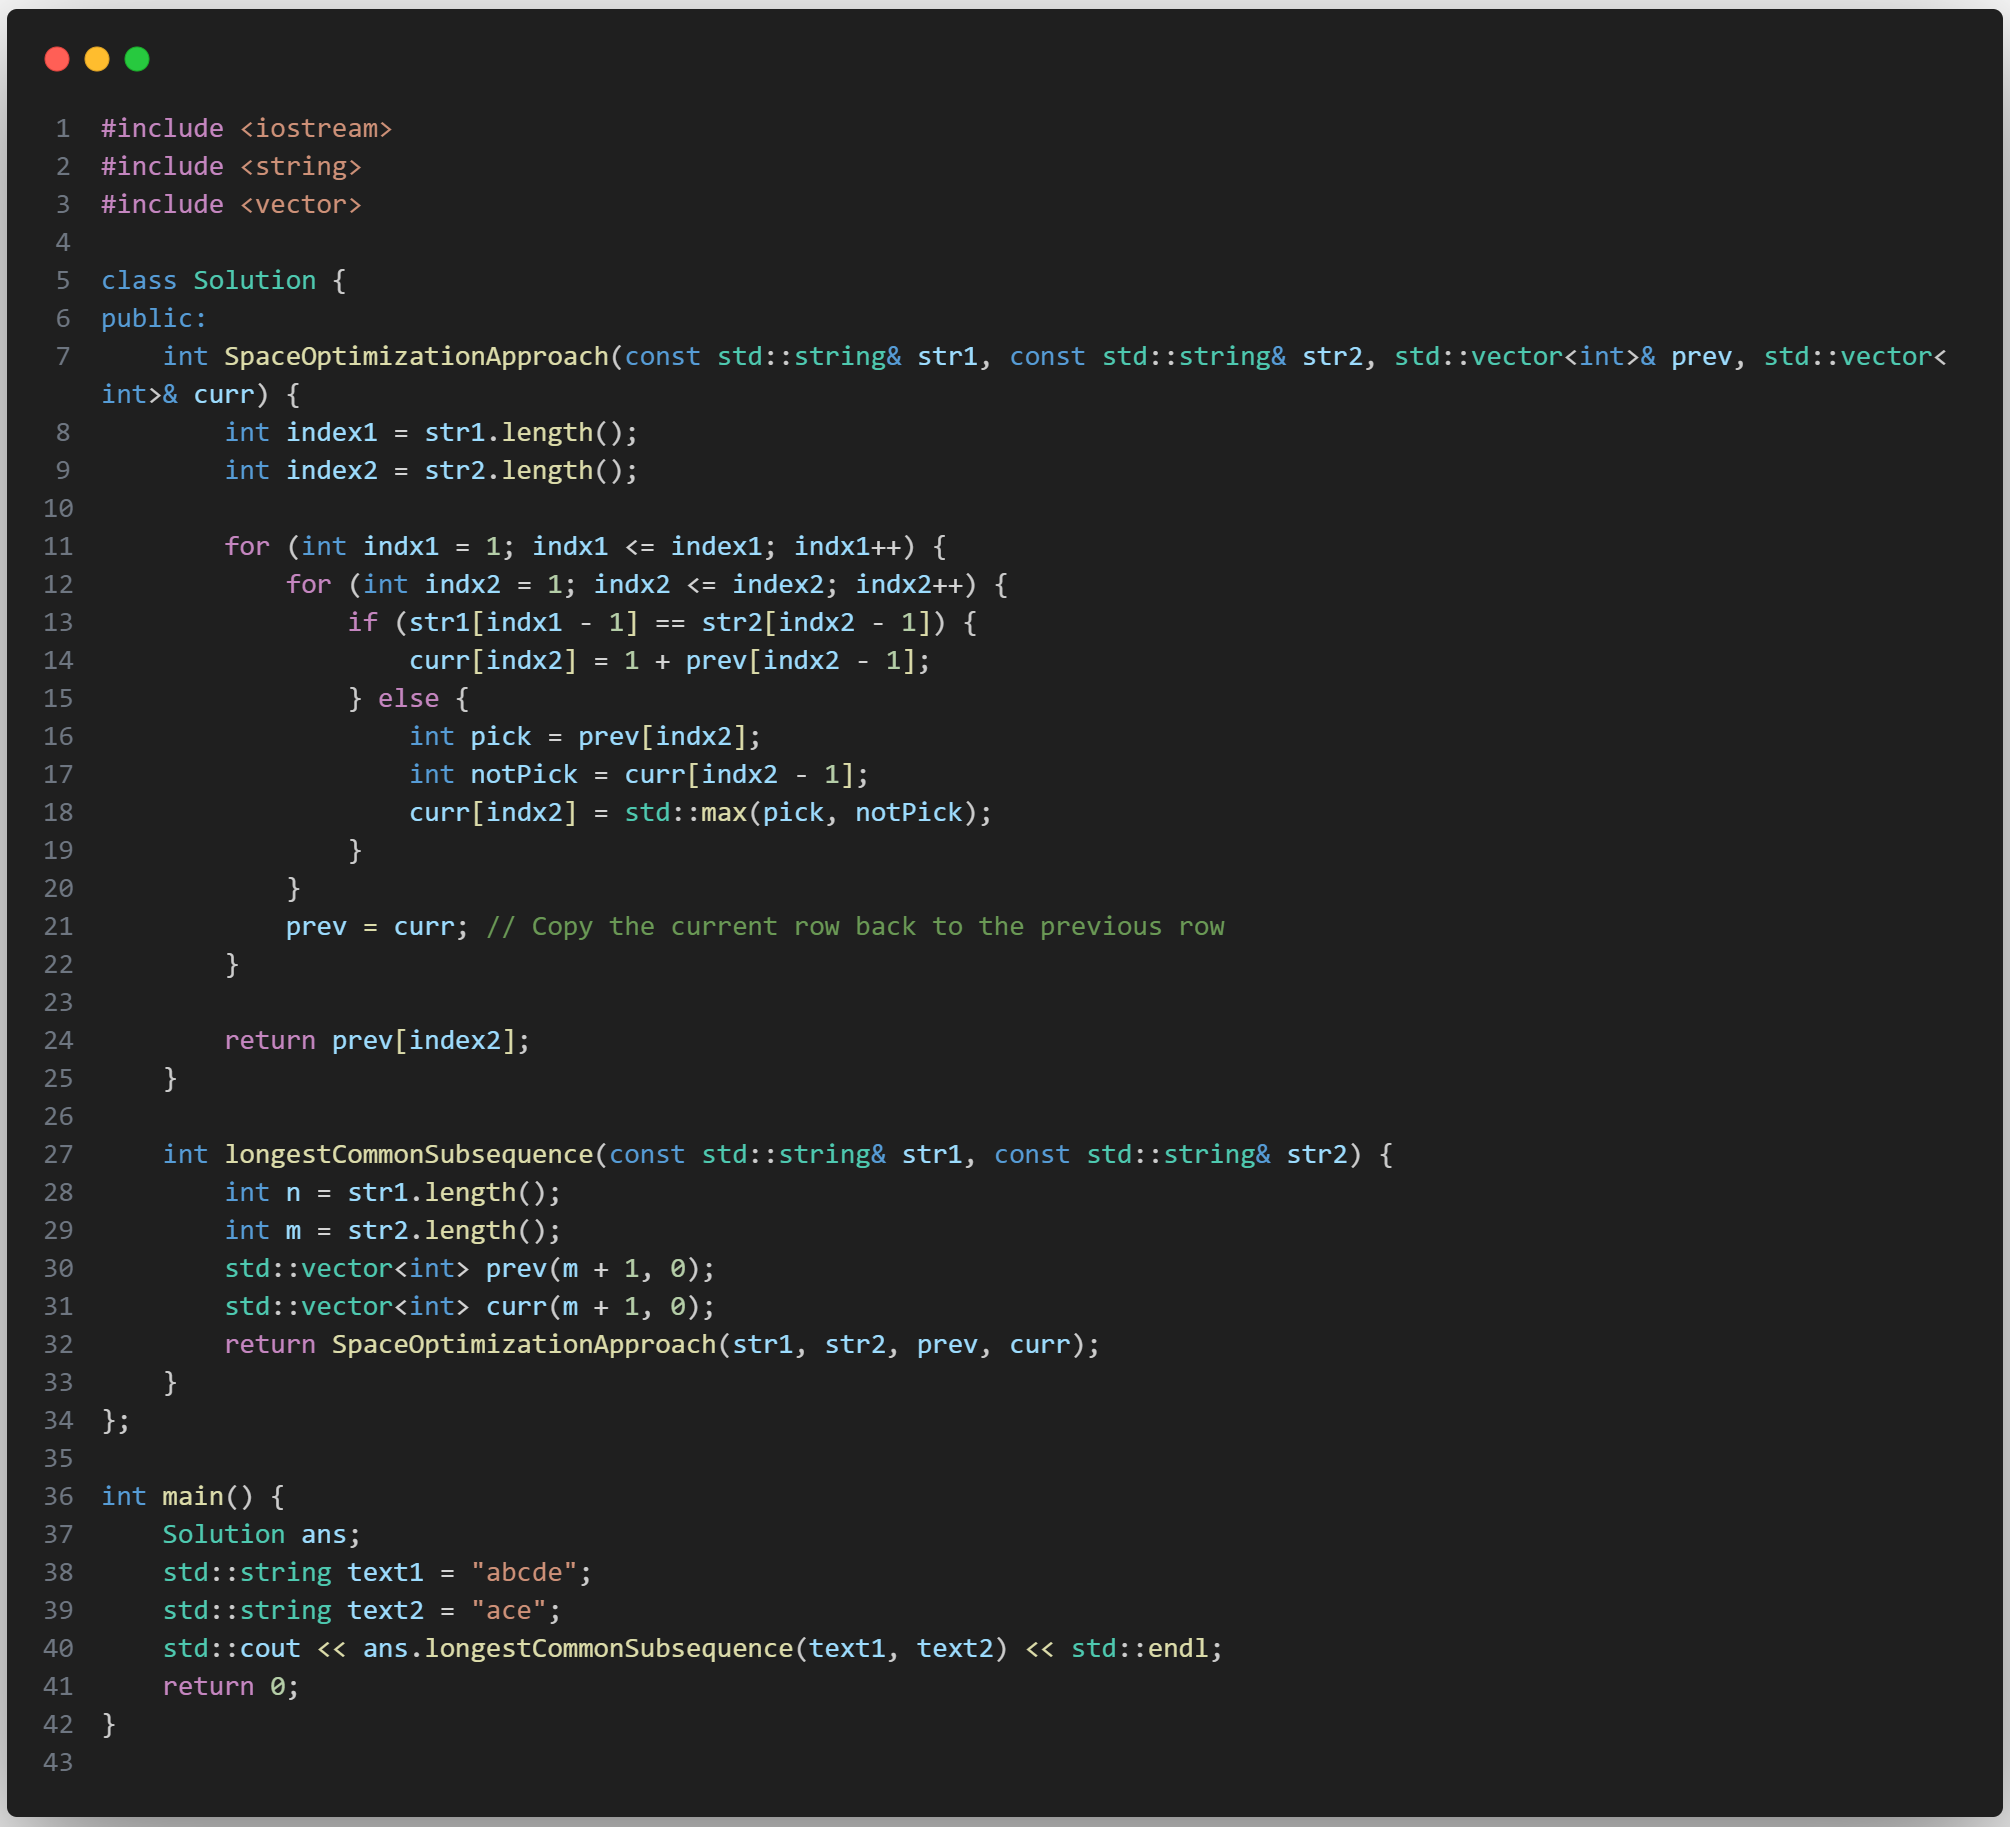 1 #include <iostream>
2 #include <string>
3 #include <vector>
4
5 class Solution {
6 public:
7     int SpaceOptimizationApproach(const std::string& str1, const std::string& str2, std::vector<int>& prev, std::vector<
int>& curr) {
8         int index1 = str1.length();
9         int index2 = str2.length();
10
11         for (int indx1 = 1; indx1 <= index1; indx1++) {
12             for (int indx2 = 1; indx2 <= index2; indx2++) {
13                 if (str1[indx1 - 1] == str2[indx2 - 1]) {
14                     curr[indx2] = 1 + prev[indx2 - 1];
15                 } else {
16                     int pick = prev[indx2];
17                     int notPick = curr[indx2 - 1];
18                     curr[indx2] = std::max(pick, notPick);
19                 }
20             }
21             prev = curr; // Copy the current row back to the previous row
22         }
23
24         return prev[index2];
25     }
26
27     int longestCommonSubsequence(const std::string& str1, const std::string& str2) {
28         int n = str1.length();
29         int m = str2.length();
30         std::vector<int> prev(m + 1, 0);
31         std::vector<int> curr(m + 1, 0);
32         return SpaceOptimizationApproach(str1, str2, prev, curr);
33     }
34 };
35
36 int main() {
37     Solution ans;
38     std::string text1 = "abcde";
39     std::string text2 = "ace";
40     std::cout << ans.longestCommonSubsequence(text1, text2) << std::endl;
41     return 0;
42 }
43